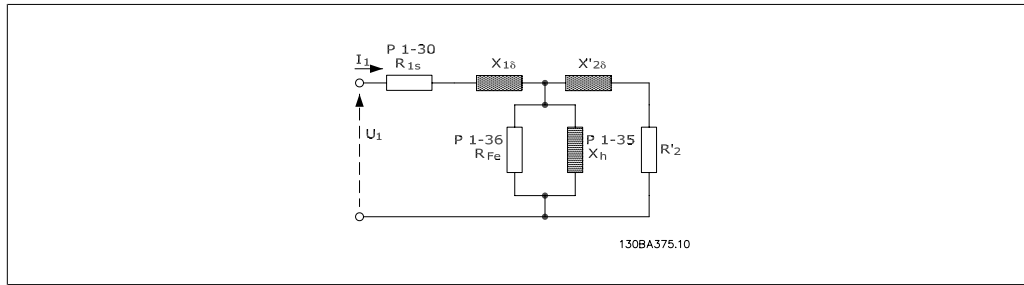 P 1-30
I1
R1s
X1δ
X'2δ
U1
P 1-36
RFe
P 1-35
Xh
R'2
130BA375.10